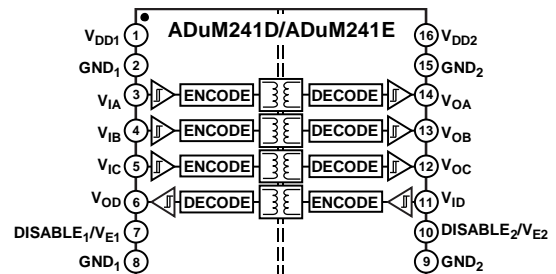 ADuM241D/ADuM241E
VDD1 1
16 VDD2
GND1 2
15 GND2
VIA 3 ENCODE DECODE 14 VOA
VIB 4 ENCODE DECODE 13 VOB
VIC 5 ENCODE DECODE 12 VOC
VOD 6 DECODE ENCODE 11 VID
DISABLE1/VE1 7
10 DISABLE2/VE2
GND1 8
9 GND2